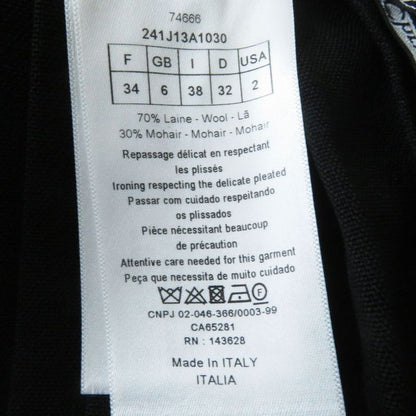 74666
241J13A1030
F GB I D USA
34 6 38 32 2
70% Laine - Wool - Lã
30% Mohair - Mohair - Mohair
Repassage délicat en respectant
les plissés
Ironing respecting the delicate pleated
Passar com cuidado respeitando
os plissados
Pièce nécessitant beaucoup
de précaution
Attentive care needed for this garment
Peça que necessita de muito cuidado
CNPJ 02-046-366/0003-99
CA65281
RN : 143628
Made In ITALY
ITALIA